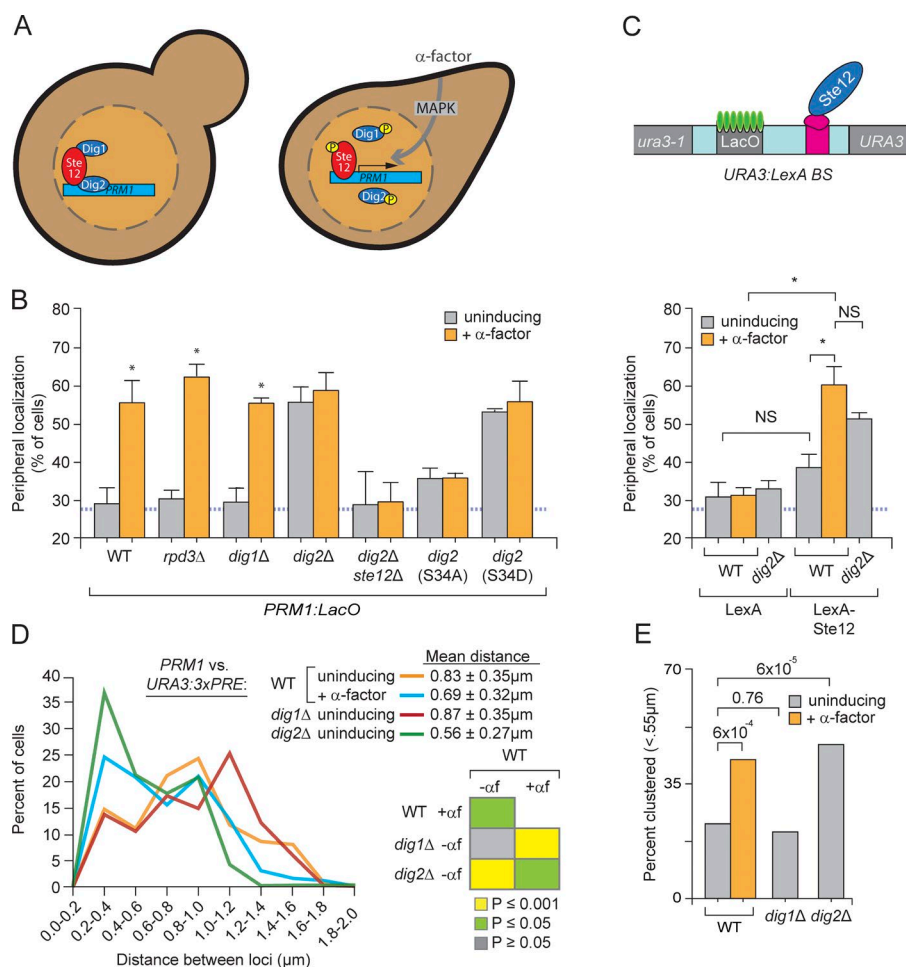 A
α-factor
MAPK
Dig1
Ste
12
Dig2
PRM1
P
Dig1
P
Ste
12
PRM1
Dig2
P
C
Ste12
ura3-1
LacO
URA3
URA3:LexA BS
B
Peripheral localization
(% of cells)
80
70
60
50
40
30
20
uninducing
+ α-factor
*
*
*
WT
rpd3Δ
dig1Δ
dig2Δ
dig2Δ
ste12Δ
dig2
(S34A)
dig2
(S34D)
PRM1:LacO
Peripheral localization
(% of cells)
80
70
60
50
40
30
20
uninducing
+ α-factor
*
NS
*
NS
WT
dig2Δ
WT
dig2Δ
LexA
LexA-
Ste12
D
Percent of cells
40
35
30
25
20
15
10
5
0
PRM1 vs.
URA3:3xPRE:
Mean distance
WT
uninducing
0.83 ± 0.35µm
+ α-factor
0.69 ± 0.32µm
dig1Δ uninducing
0.87 ± 0.35µm
dig2Δ uninducing
0.56 ± 0.27µm
0.0-0.2
0.2-0.4
0.4-0.6
0.6-0.8
0.8-1.0
1.0-1.2
1.2-1.4
1.4-1.6
1.6-1.8
1.8-2.0
Distance between loci (µm)
WT
-αf
+αf
WT +αf
dig1Δ -αf
dig2Δ -αf
P ≤ 0.001
P ≤ 0.05
P ≥ 0.05
E
Percent clustered (<.55µm)
70
35
0
6x10-5
0.76
6x10-4
uninducing
+ α-factor
WT
dig1Δ
dig2Δ